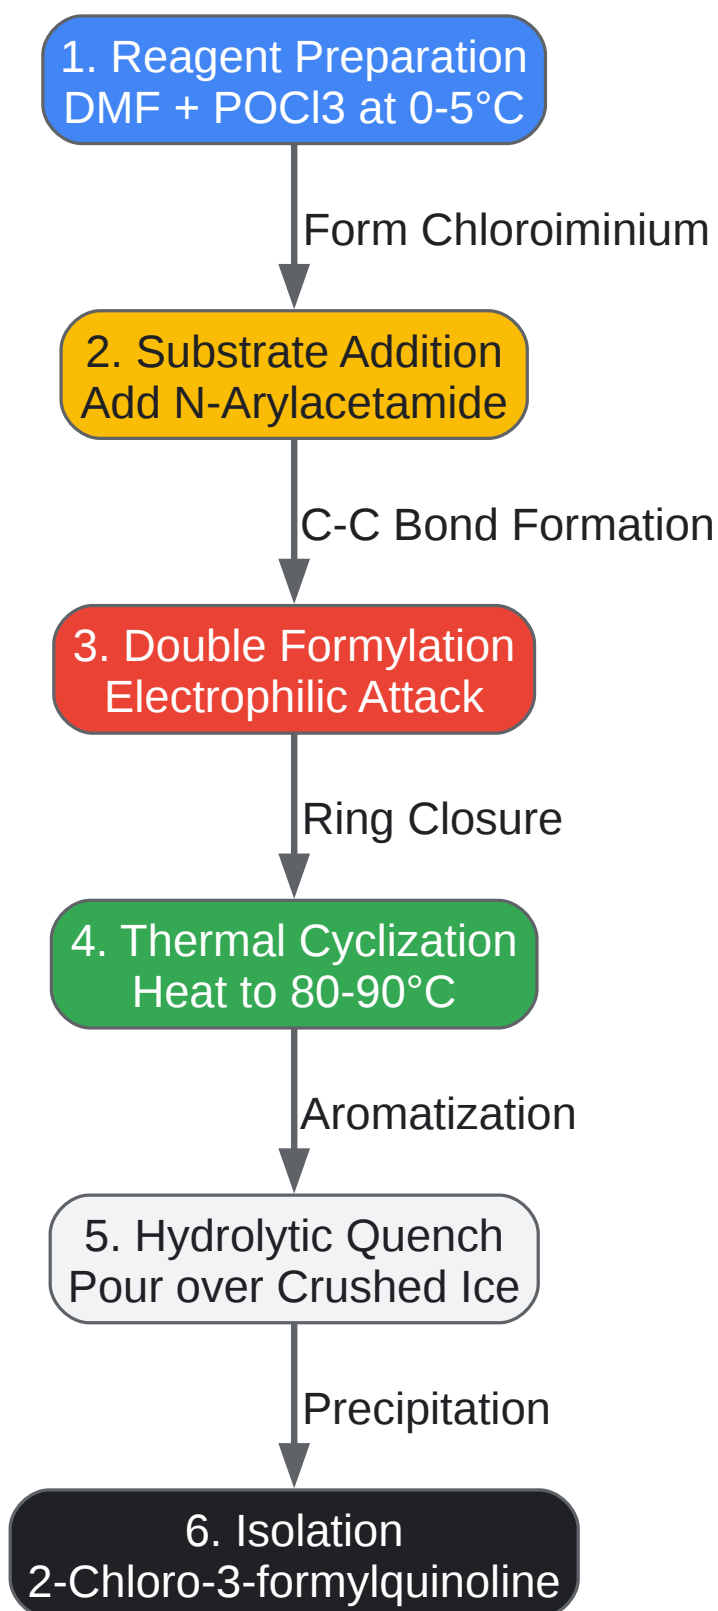 1. Reagent Preparation
DMF + POCl3 at 0-5°C
Form Chloroiminium
2. Substrate Addition
Add N-Arylacetamide
C-C Bond Formation
3. Double Formylation
Electrophilic Attack
Ring Closure
4. Thermal Cyclization
Heat to 80-90°C
Aromatization
5. Hydrolytic Quench
Pour over Crushed Ice
Precipitation
6. Isolation
2-Chloro-3-formylquinoline